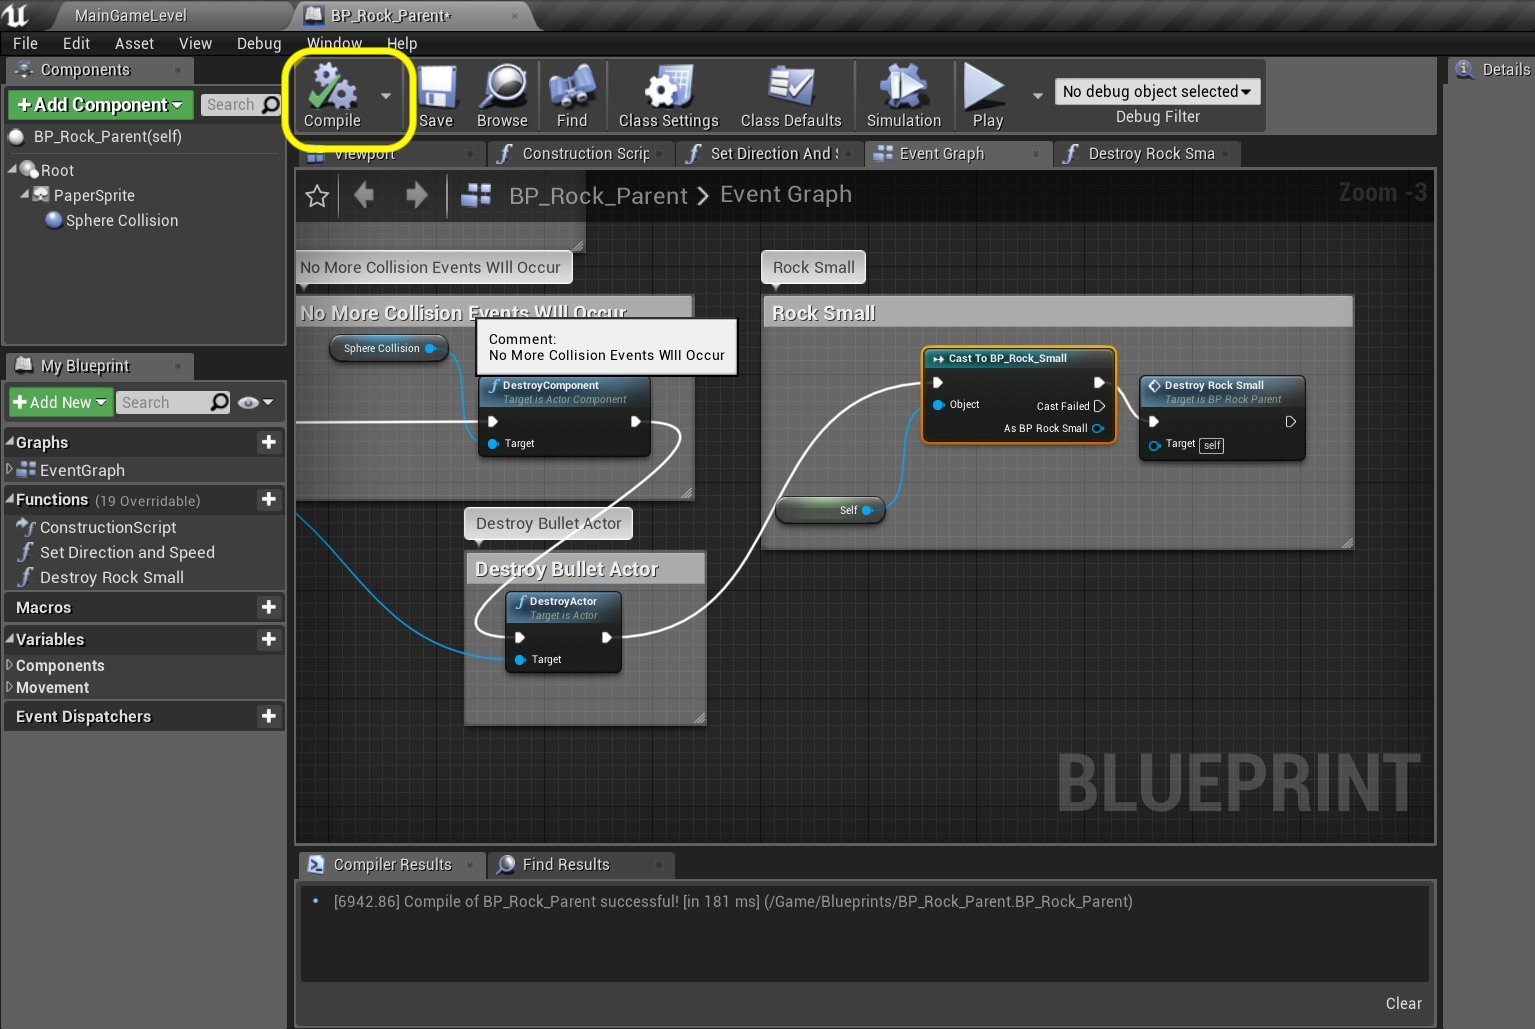 MainGameLevel
BP_Rock_Parent*
File Edit Asset View Debug Window Help
Components
+Add Component
Search
BP_Rock_Parent(self)
Root
PaperSprite
Sphere Collision
My Blueprint
+Add New
Search
Graphs
EventGraph
Functions (19 Overridable)
ConstructionScript
Set Direction and Speed
Destroy Rock Small
Macros
Variables
Components
Movement
Event Dispatchers
Compile
Save
Browse
Find
Class Settings
Class Defaults
Simulation
Play
No debug object selected
Debug Filter
Details
Viewport
Construction Scrip
Set Direction And S
Event Graph
Destroy Rock Sma
BP_Rock_Parent > Event Graph
Zoom -3
No More Collision Events WIll Occur
No More Collision Events WIll Occur
Comment:
No More Collision Events WIll Occur
Sphere Collision
DestroyComponent
Target is Actor Component
Target
Destroy Bullet Actor
Destroy Bullet Actor
DestroyActor
Target is Actor
Target
Rock Small
Rock Small
Cast To BP_Rock_Small
Object
Cast Failed
As BP Rock Small
Self
Destroy Rock Small
Target is BP Rock Parent
Target self
BLUEPRINT
Compiler Results
Find Results
[6942.86] Compile of BP_Rock_Parent successful! [in 181 ms] (/Game/Blueprints/BP_Rock_Parent.BP_Rock_Parent)
Clear